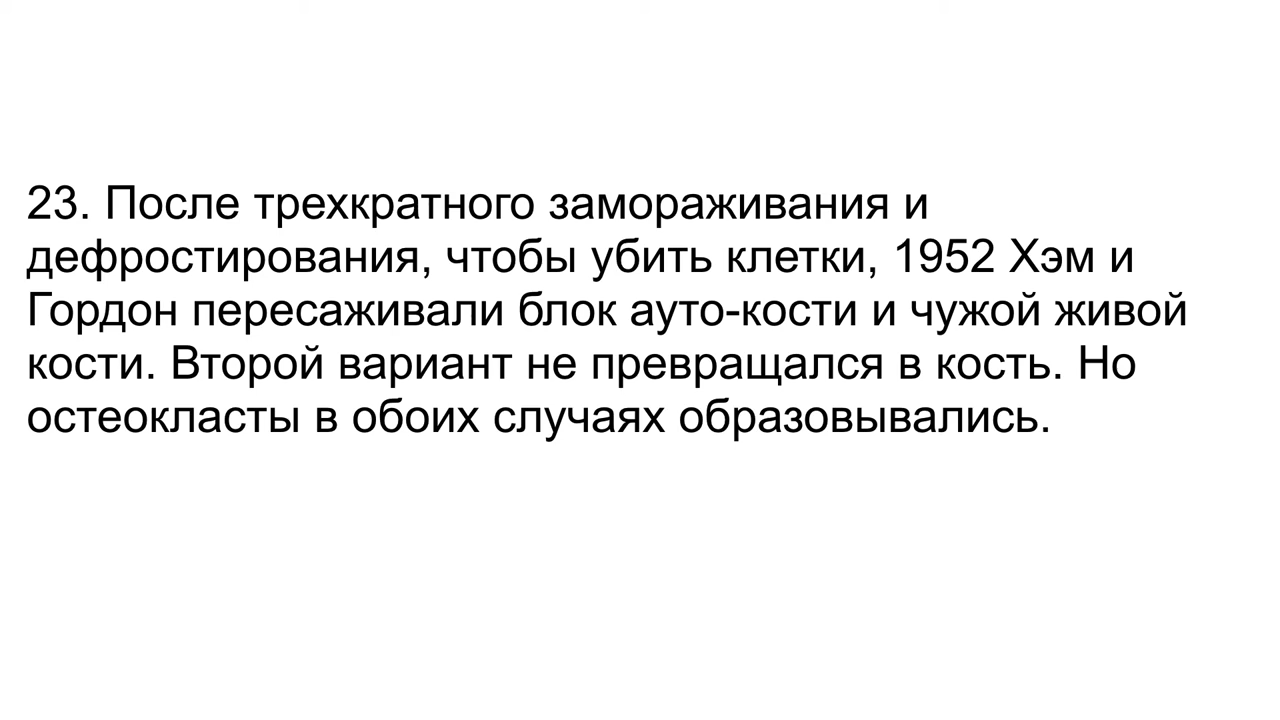 23. После трехкратного замораживания и
дефростирования, чтобы убить клетки, 1952 Хэм и
Гордон пересаживали блок ауто-кости и чужой живой
кости. Второй вариант не превращался в кость. Но
остеокласты в обоих случаях образовывались.